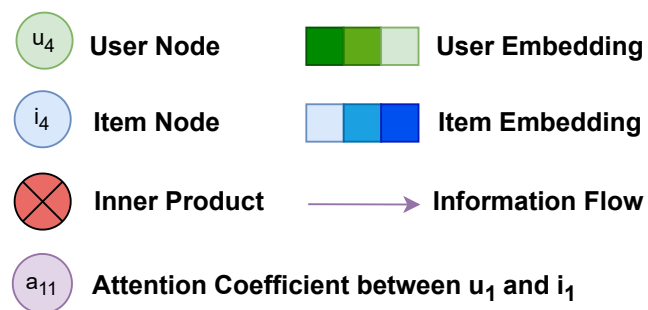 u4 User Node User Embedding
i4 Item Node Item Embedding
Inner Product Information Flow
a11 Attention Coefficient between u1 and i1